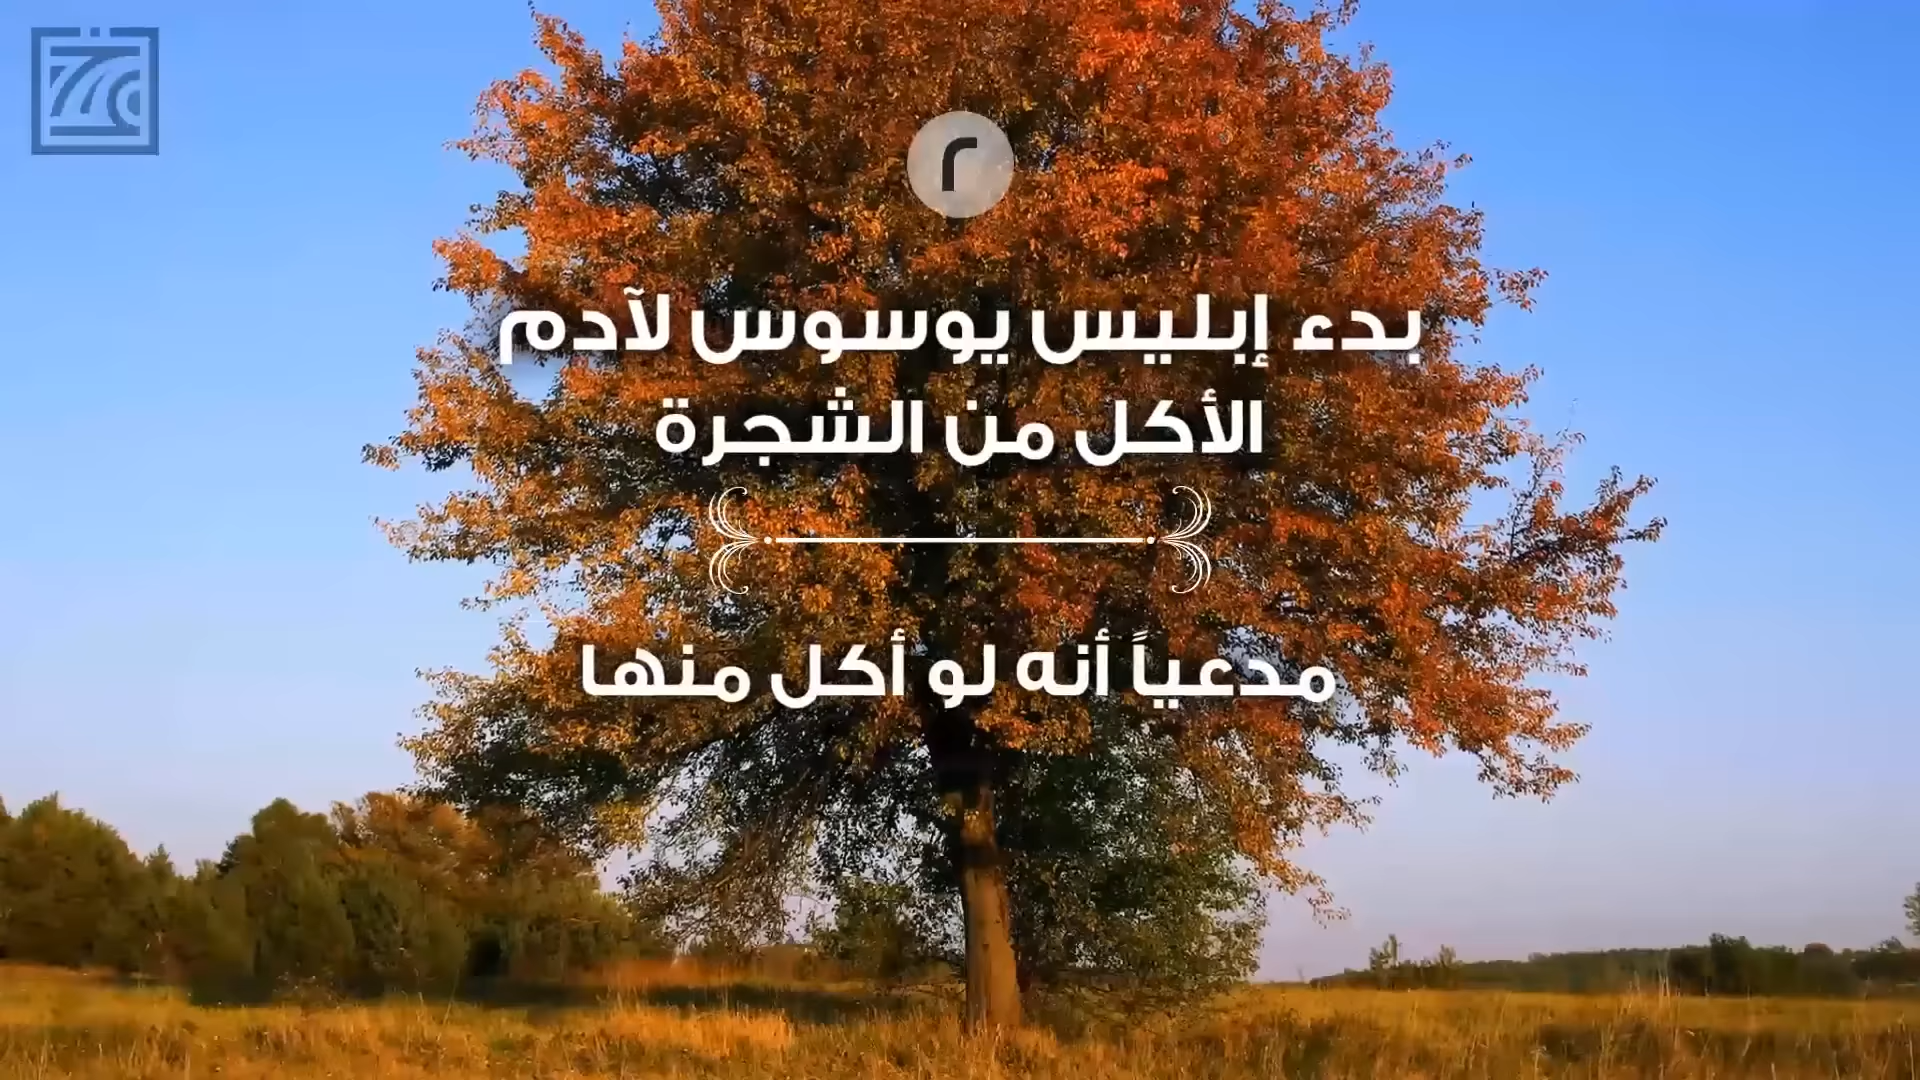 ٢
بدء إبليس يوسوس لآدم
الأكل من الشجرة
مدعياً أنه لو أكل منها